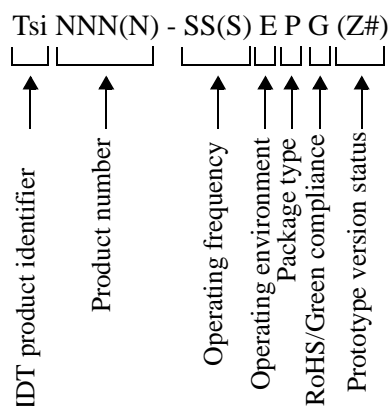 Tsi NNN(N) - SS(S) E P G (Z#)
IDT product identifier
Product number
Operating frequency
Operating environment
Package type
RoHS/Green compliance
Prototype version status